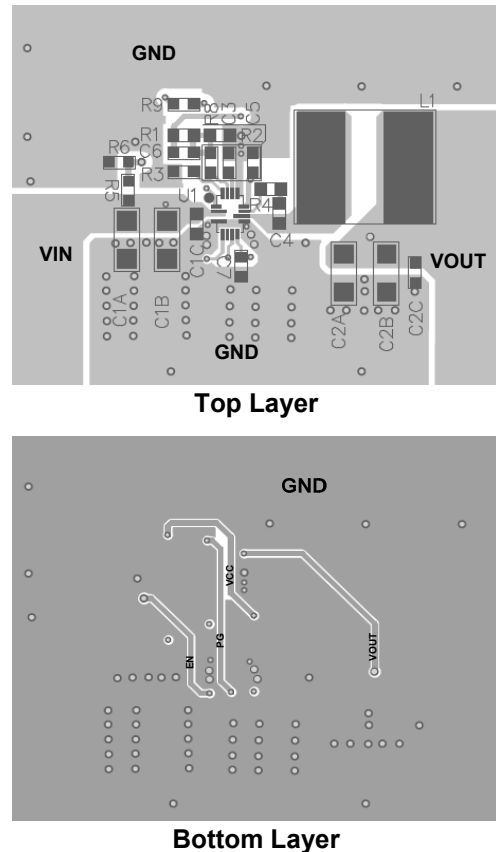 GND
L1
R9
R8
C3
C5
R1
R2
C6
R6
R3
R5
U1
R4
C4
VIN
C1C
VOUT
C7
C1A
C1B
GND
C2A
C2B
C2C
Top Layer
GND
VCC
EN
PG
VOUT
Bottom Layer